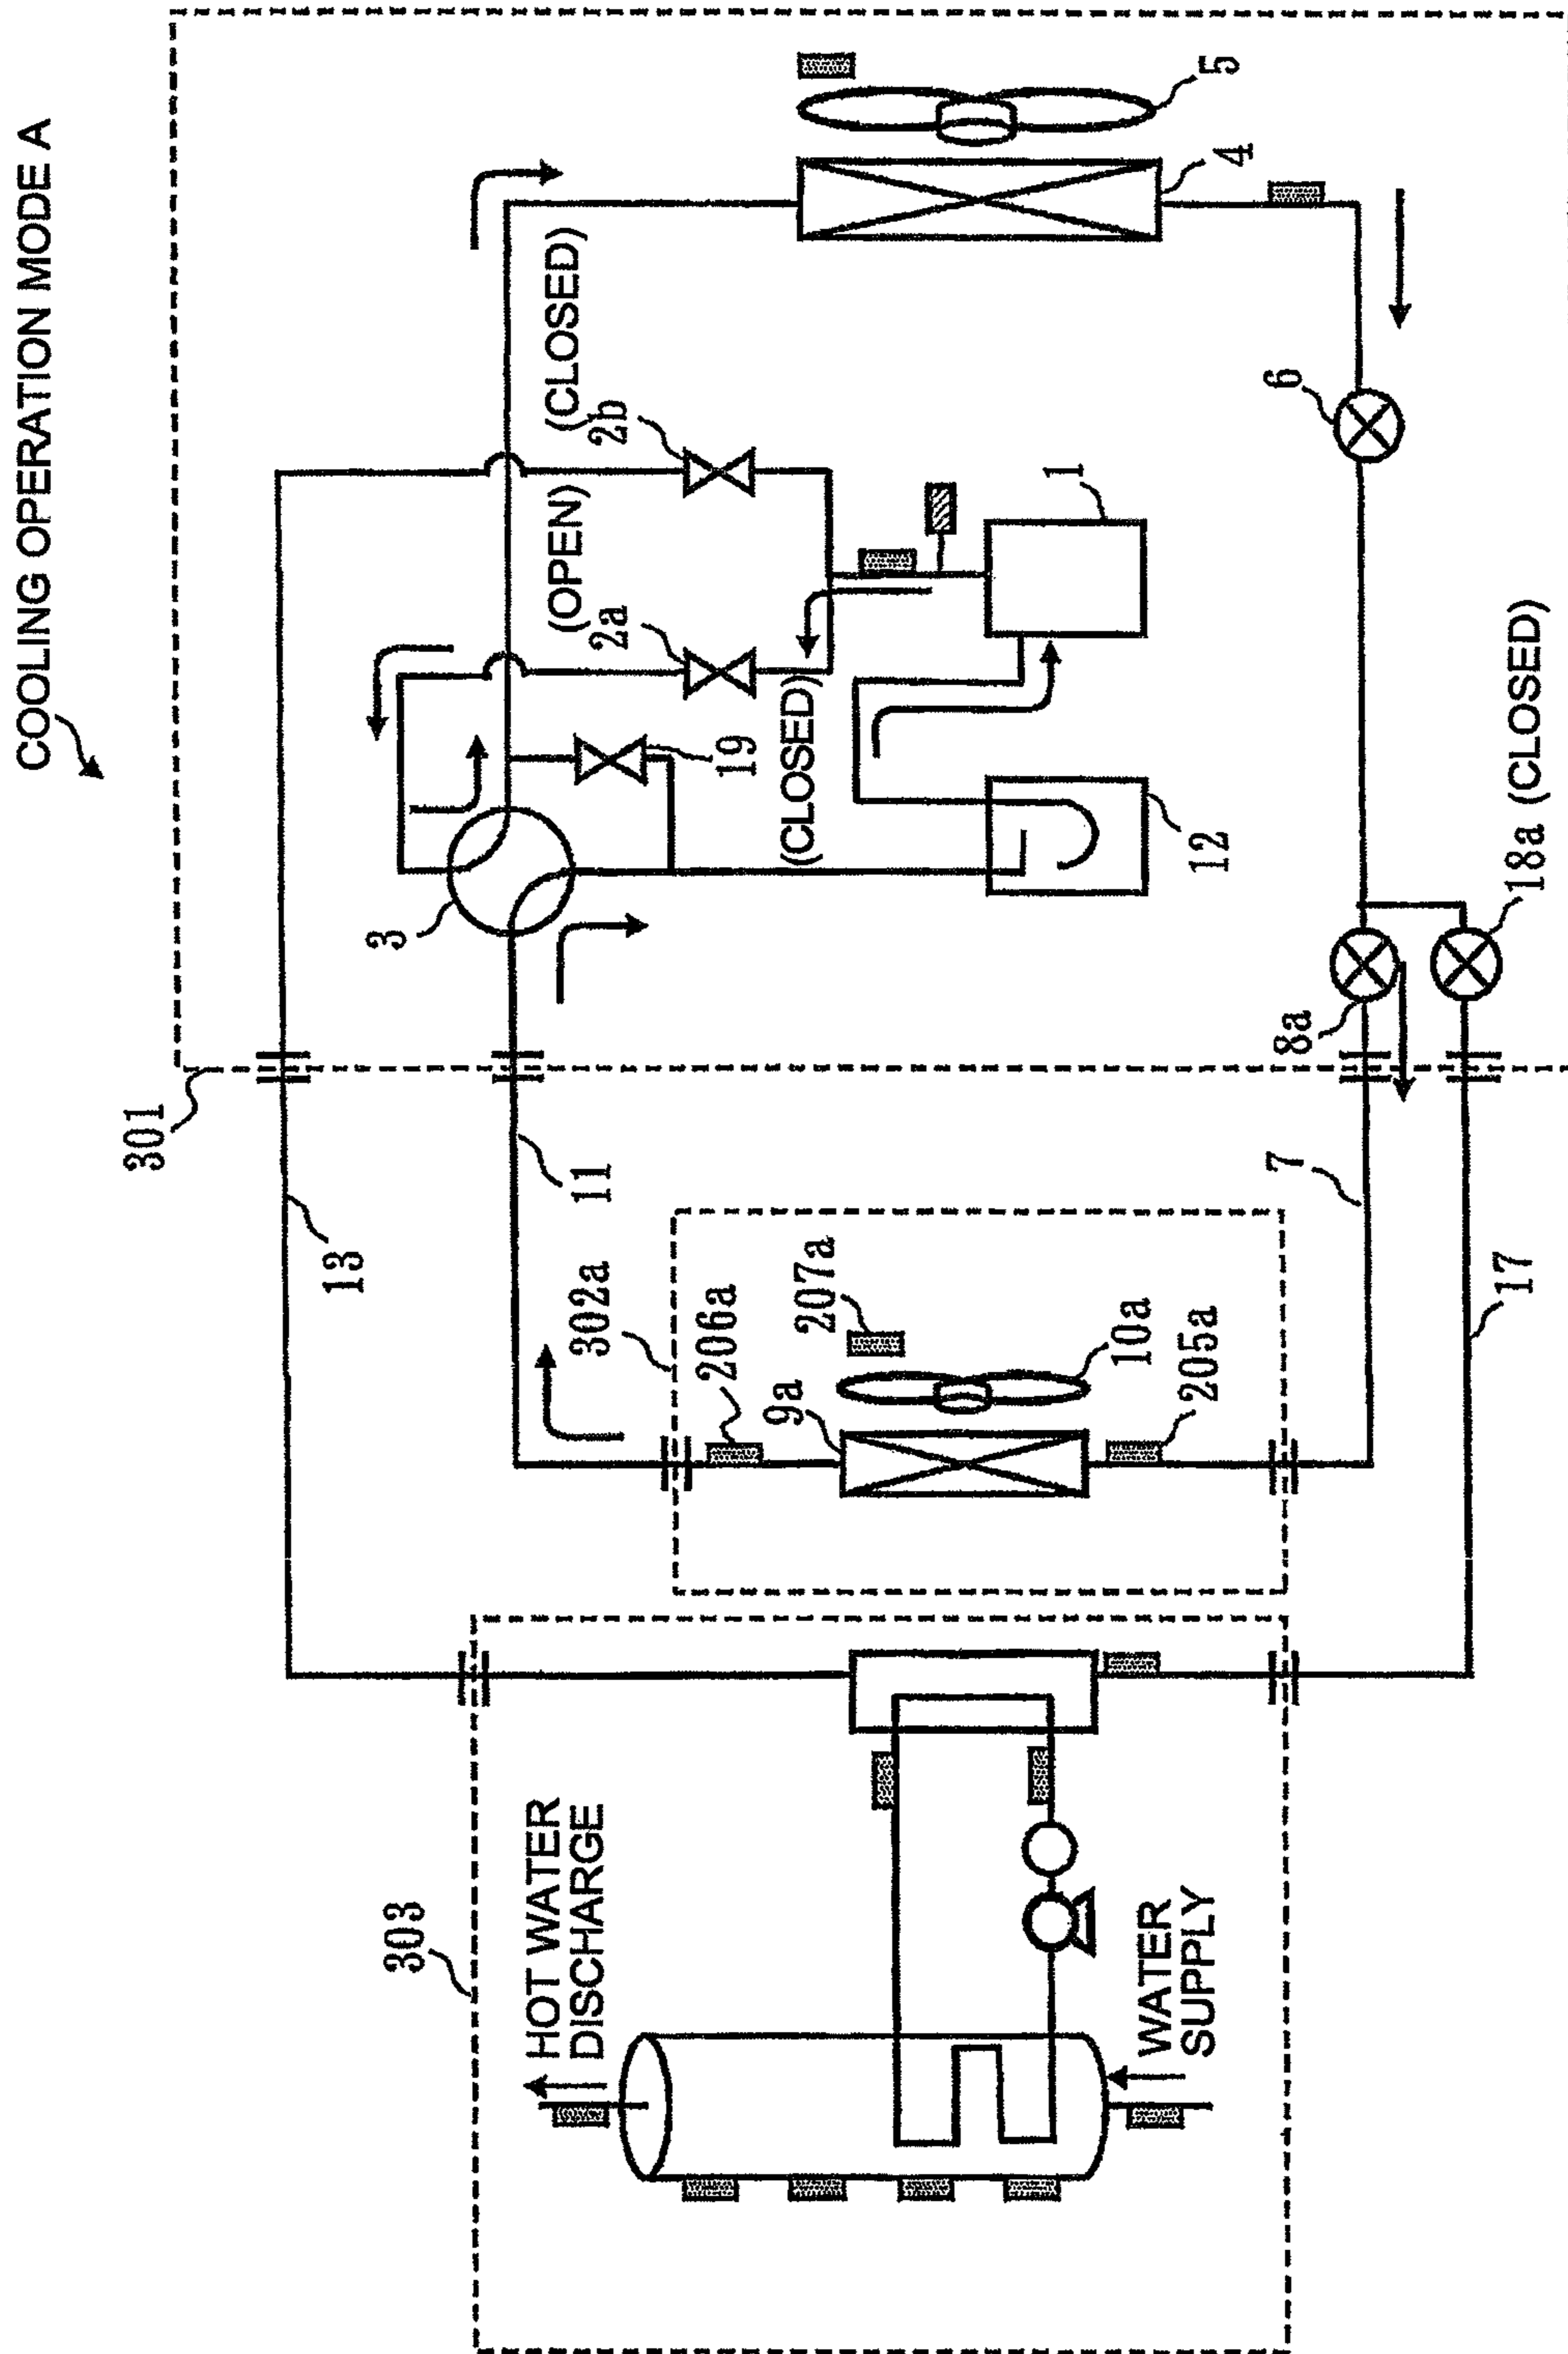 COOLING OPERATION MODE A
301
13
11
3
2a
(OPEN)
2b
(CLOSED)
19
(CLOSED)
12
1
5
4
6
8a
18a (CLOSED)
7
17
302a
206a
207a
9a
10a
205a
303
HOT WATER
DISCHARGE
WATER
SUPPLY